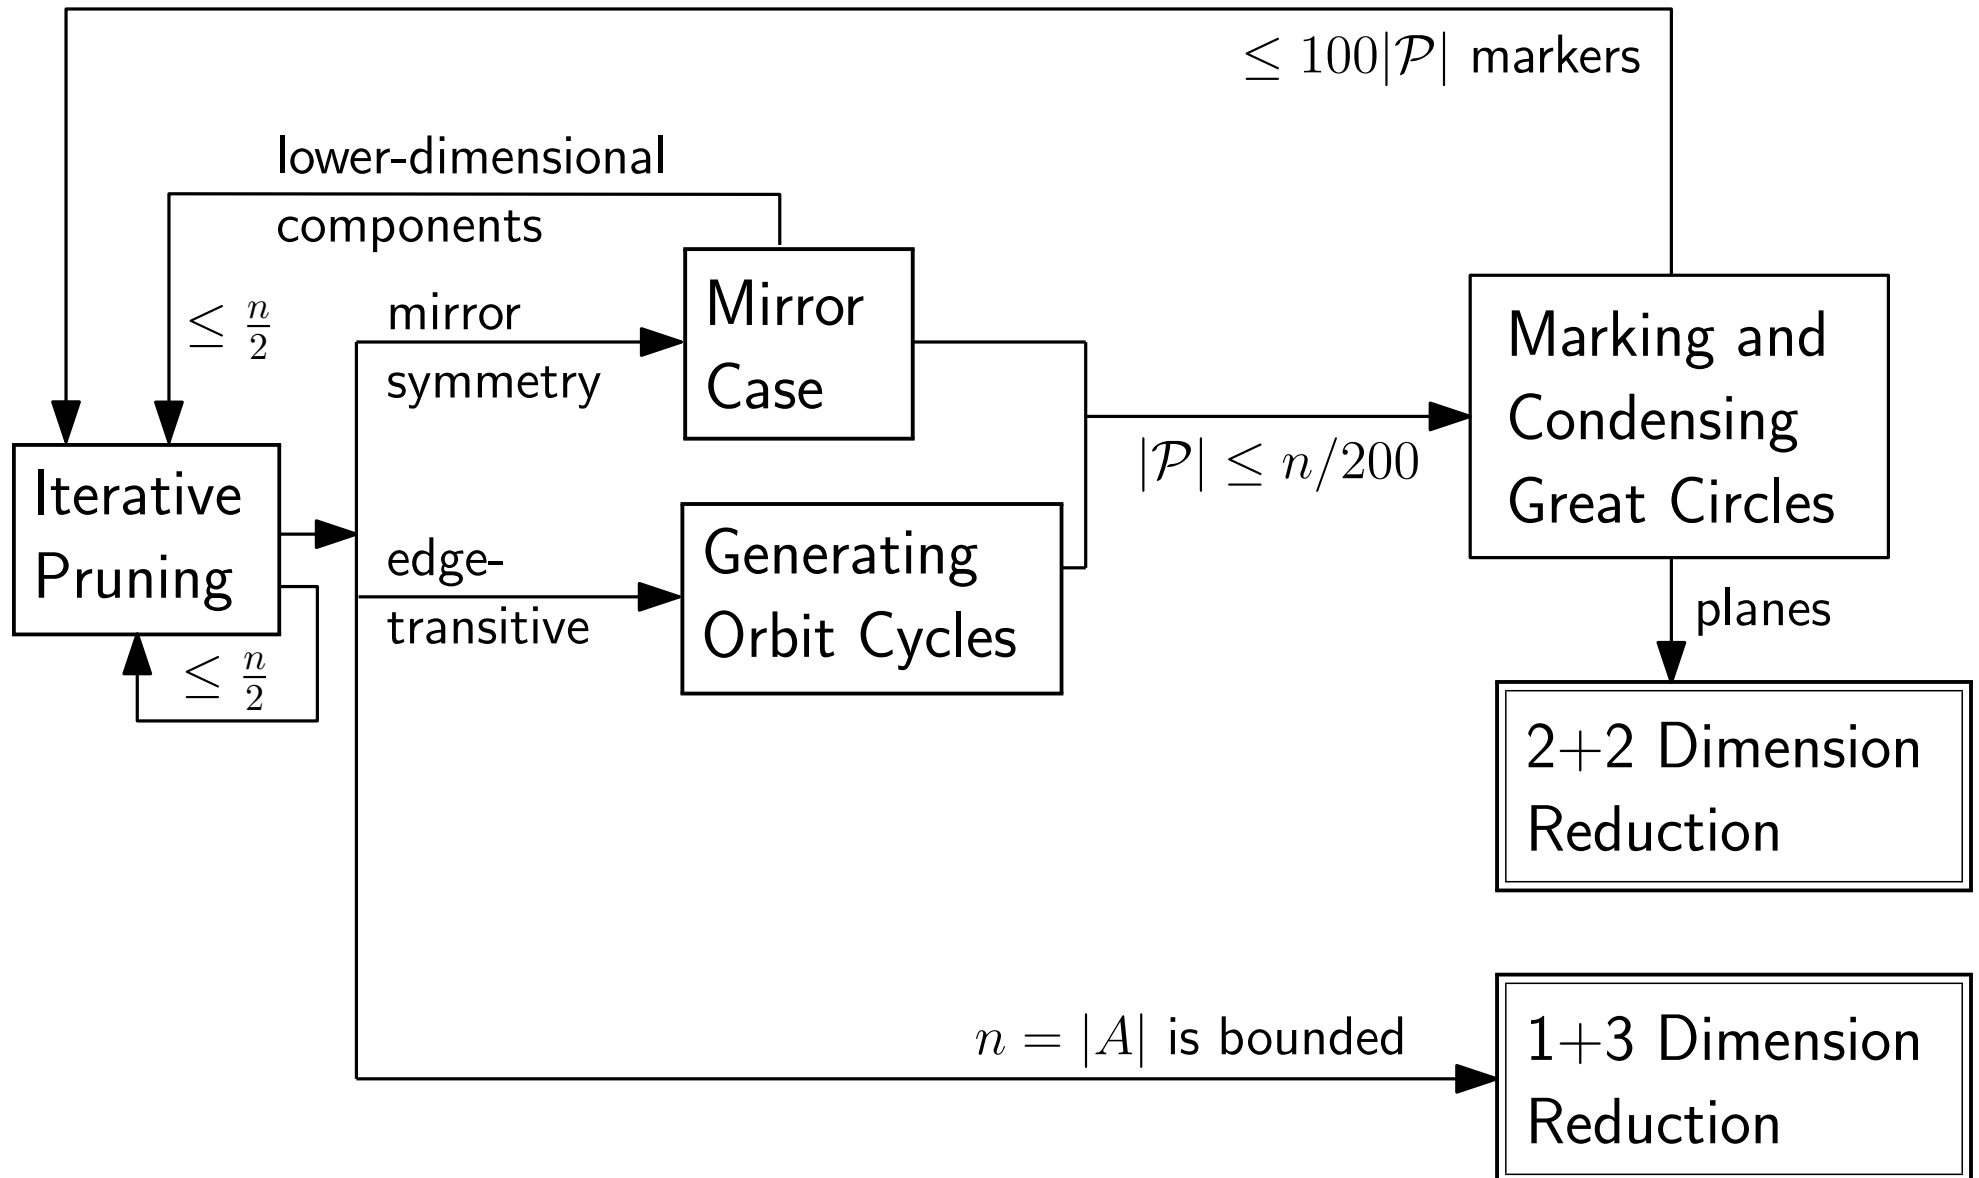 ≤ 100|𝒫| markers
lower-dimensional
components
≤ n/2
mirror
symmetry
Mirror
Case
Marking and
Condensing
Great Circles
|𝒫| ≤ n/200
Iterative
Pruning
≤ n/2
edge-
transitive
Generating
Orbit Cycles
planes
2+2 Dimension
Reduction
n = |A| is bounded
1+3 Dimension
Reduction